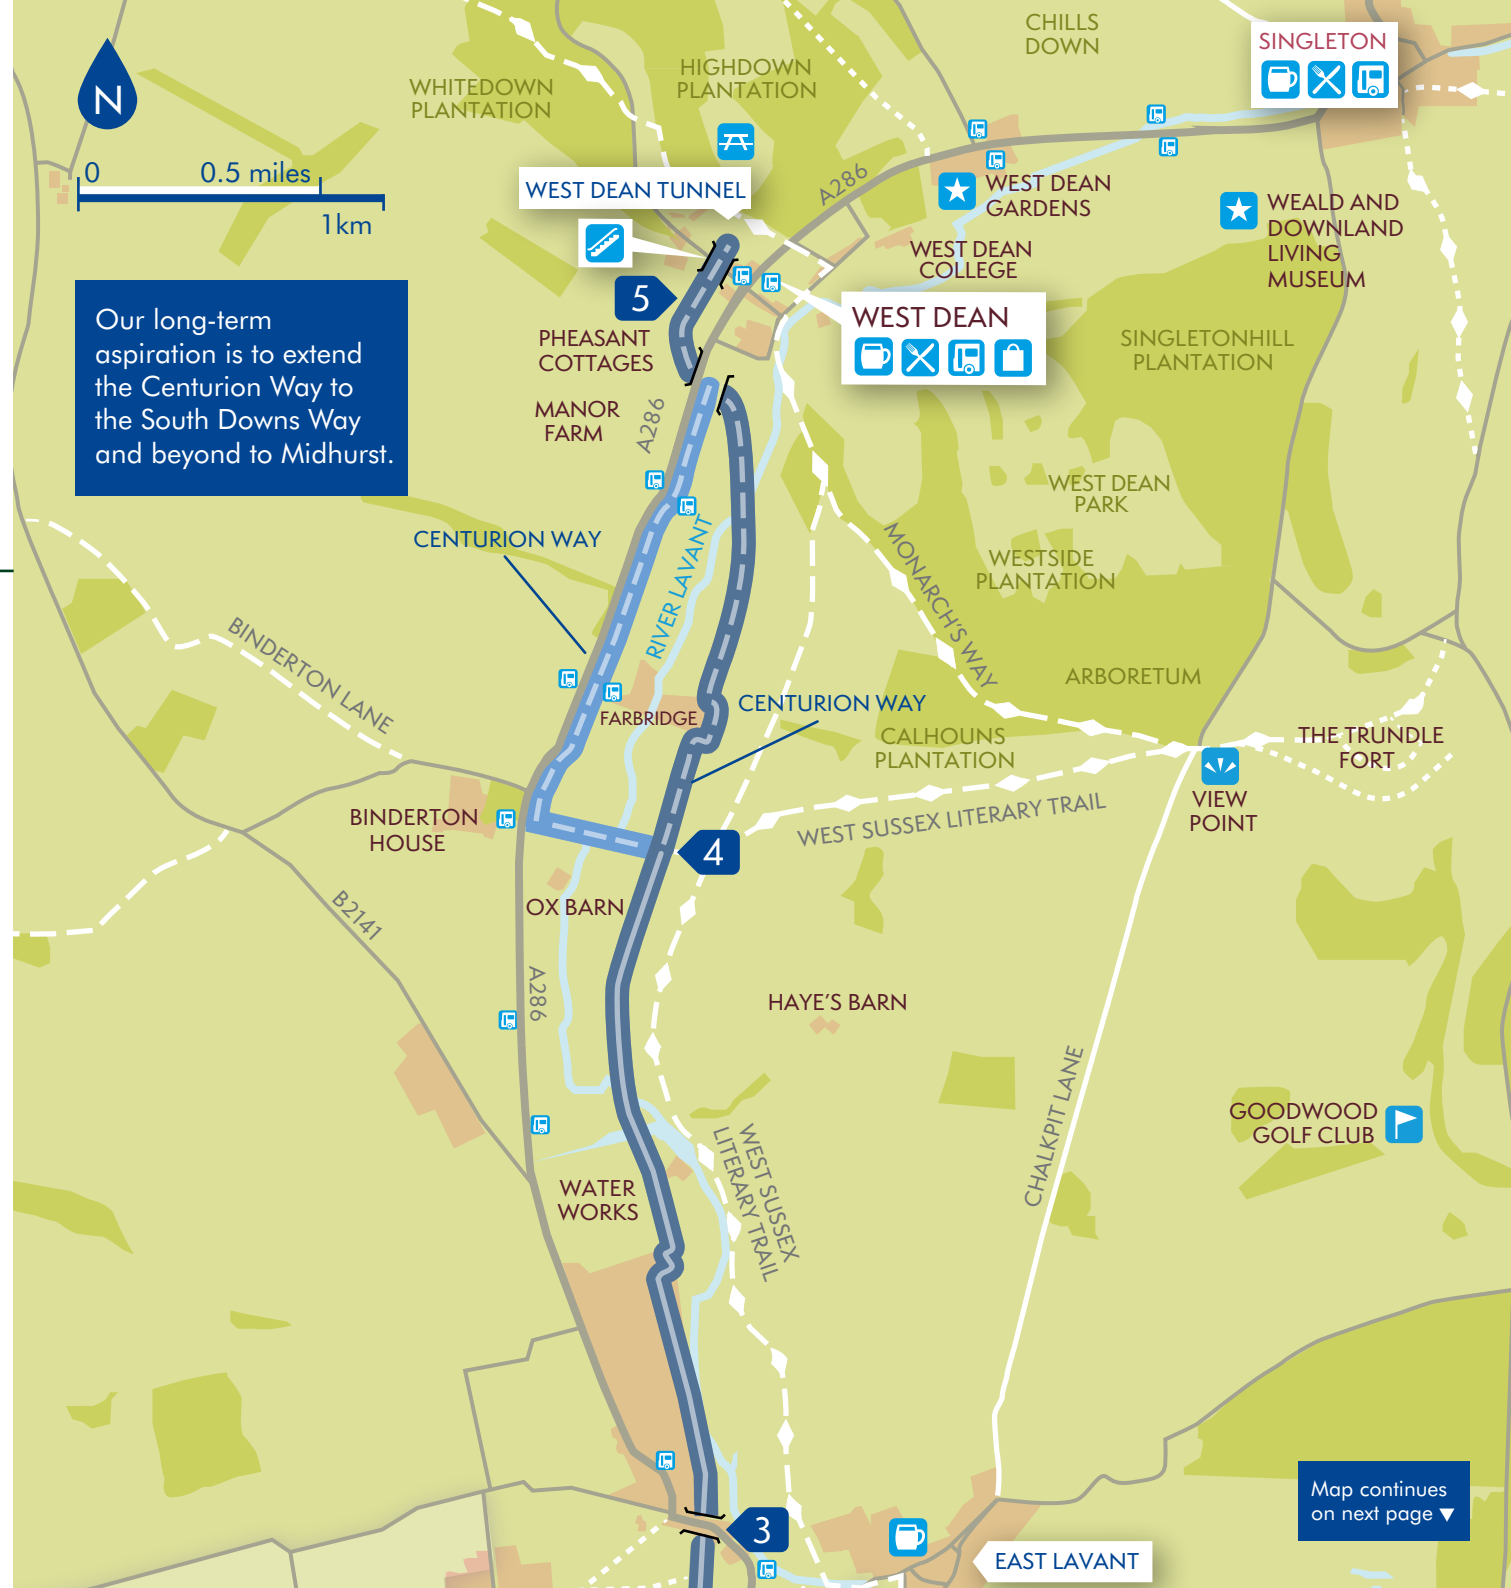 CHILLS
DOWN
SINGLETON
HIGHDOWN
PLANTATION
WHITEDOWN
PLANTATION
N
0
0.5 miles
1km
WEST DEAN TUNNEL
A286
WEST DEAN
GARDENS
WEALD AND
DOWNLAND
LIVING
MUSEUM
WEST DEAN
COLLEGE
5
WEST DEAN
Our long-term
aspiration is to extend
the Centurion Way to
the South Downs Way
and beyond to Midhurst.
PHEASANT
COTTAGES
SINGLETONHILL
PLANTATION
MANOR
FARM
A286
WEST DEAN
PARK
CENTURION WAY
RIVER LAVANT
MONARCH'S WAY
WESTSIDE
PLANTATION
BINDERTON LANE
ARBORETUM
FARBRIDGE
CENTURION WAY
CALHOUNS
PLANTATION
THE TRUNDLE
FORT
VIEW
POINT
BINDERTON
HOUSE
WEST SUSSEX LITERARY TRAIL
4
B2141
OX BARN
A286
HAYE'S BARN
CHALKPIT LANE
GOODWOOD
GOLF CLUB
WEST SUSSEX
LITERARY TRAIL
WATER
WORKS
Map continues
on next page ▼
3
EAST LAVANT